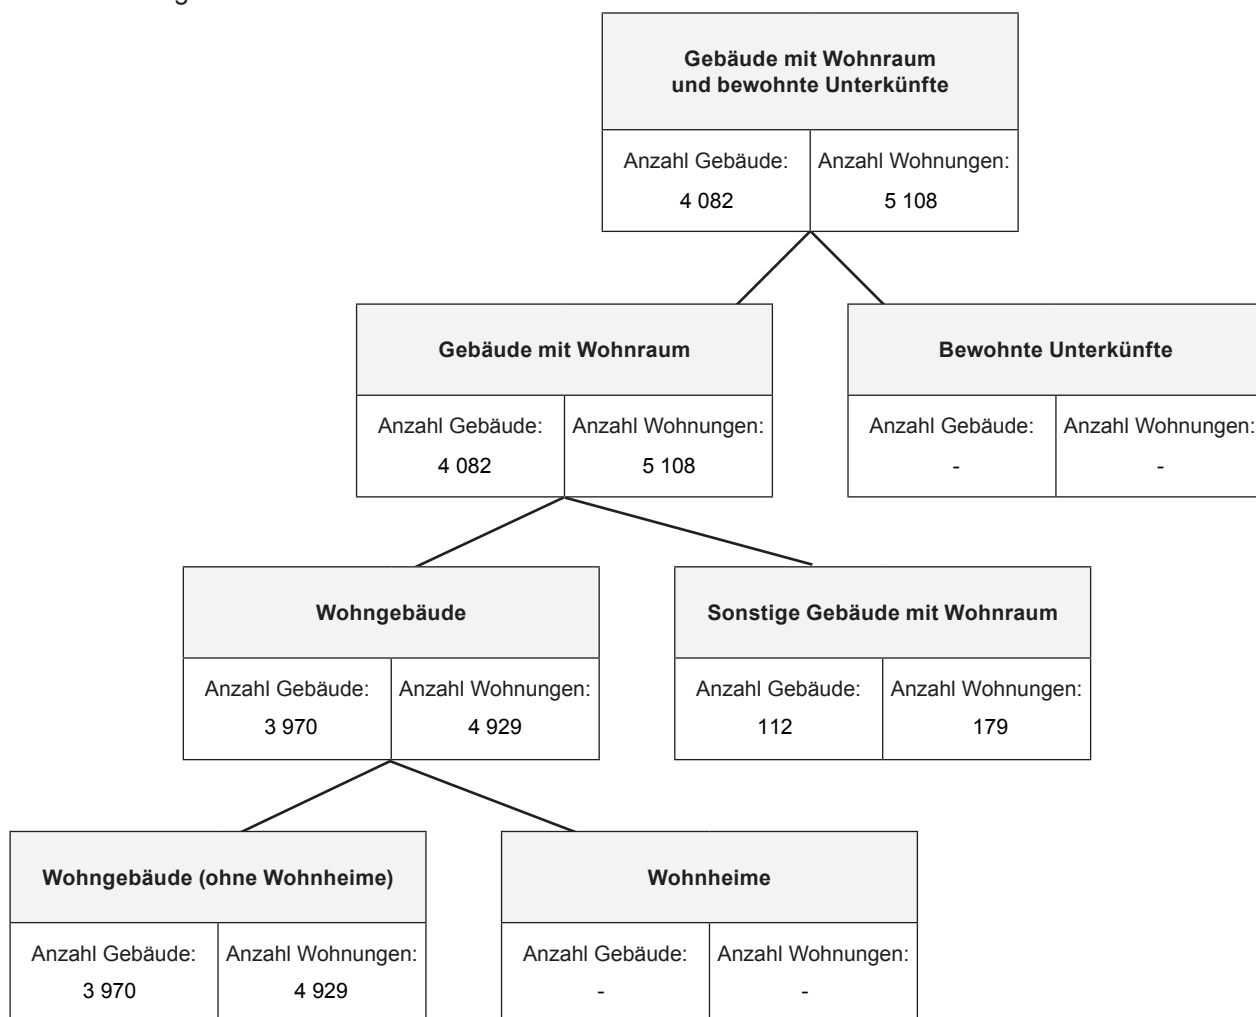 Gebäude mit Wohnraum
und bewohnte Unterkünfte
Anzahl Gebäude: Anzahl Wohnungen:
4 082 5 108
Gebäude mit Wohnraum
Anzahl Gebäude: Anzahl Wohnungen:
4 082 5 108
Bewohnte Unterkünfte
Anzahl Gebäude: Anzahl Wohnungen:
- -
Wohngebäude
Anzahl Gebäude: Anzahl Wohnungen:
3 970 4 929
Sonstige Gebäude mit Wohnraum
Anzahl Gebäude: Anzahl Wohnungen:
112 179
Wohngebäude (ohne Wohnheime)
Anzahl Gebäude: Anzahl Wohnungen:
3 970 4 929
Wohnheime
Anzahl Gebäude: Anzahl Wohnungen:
- -